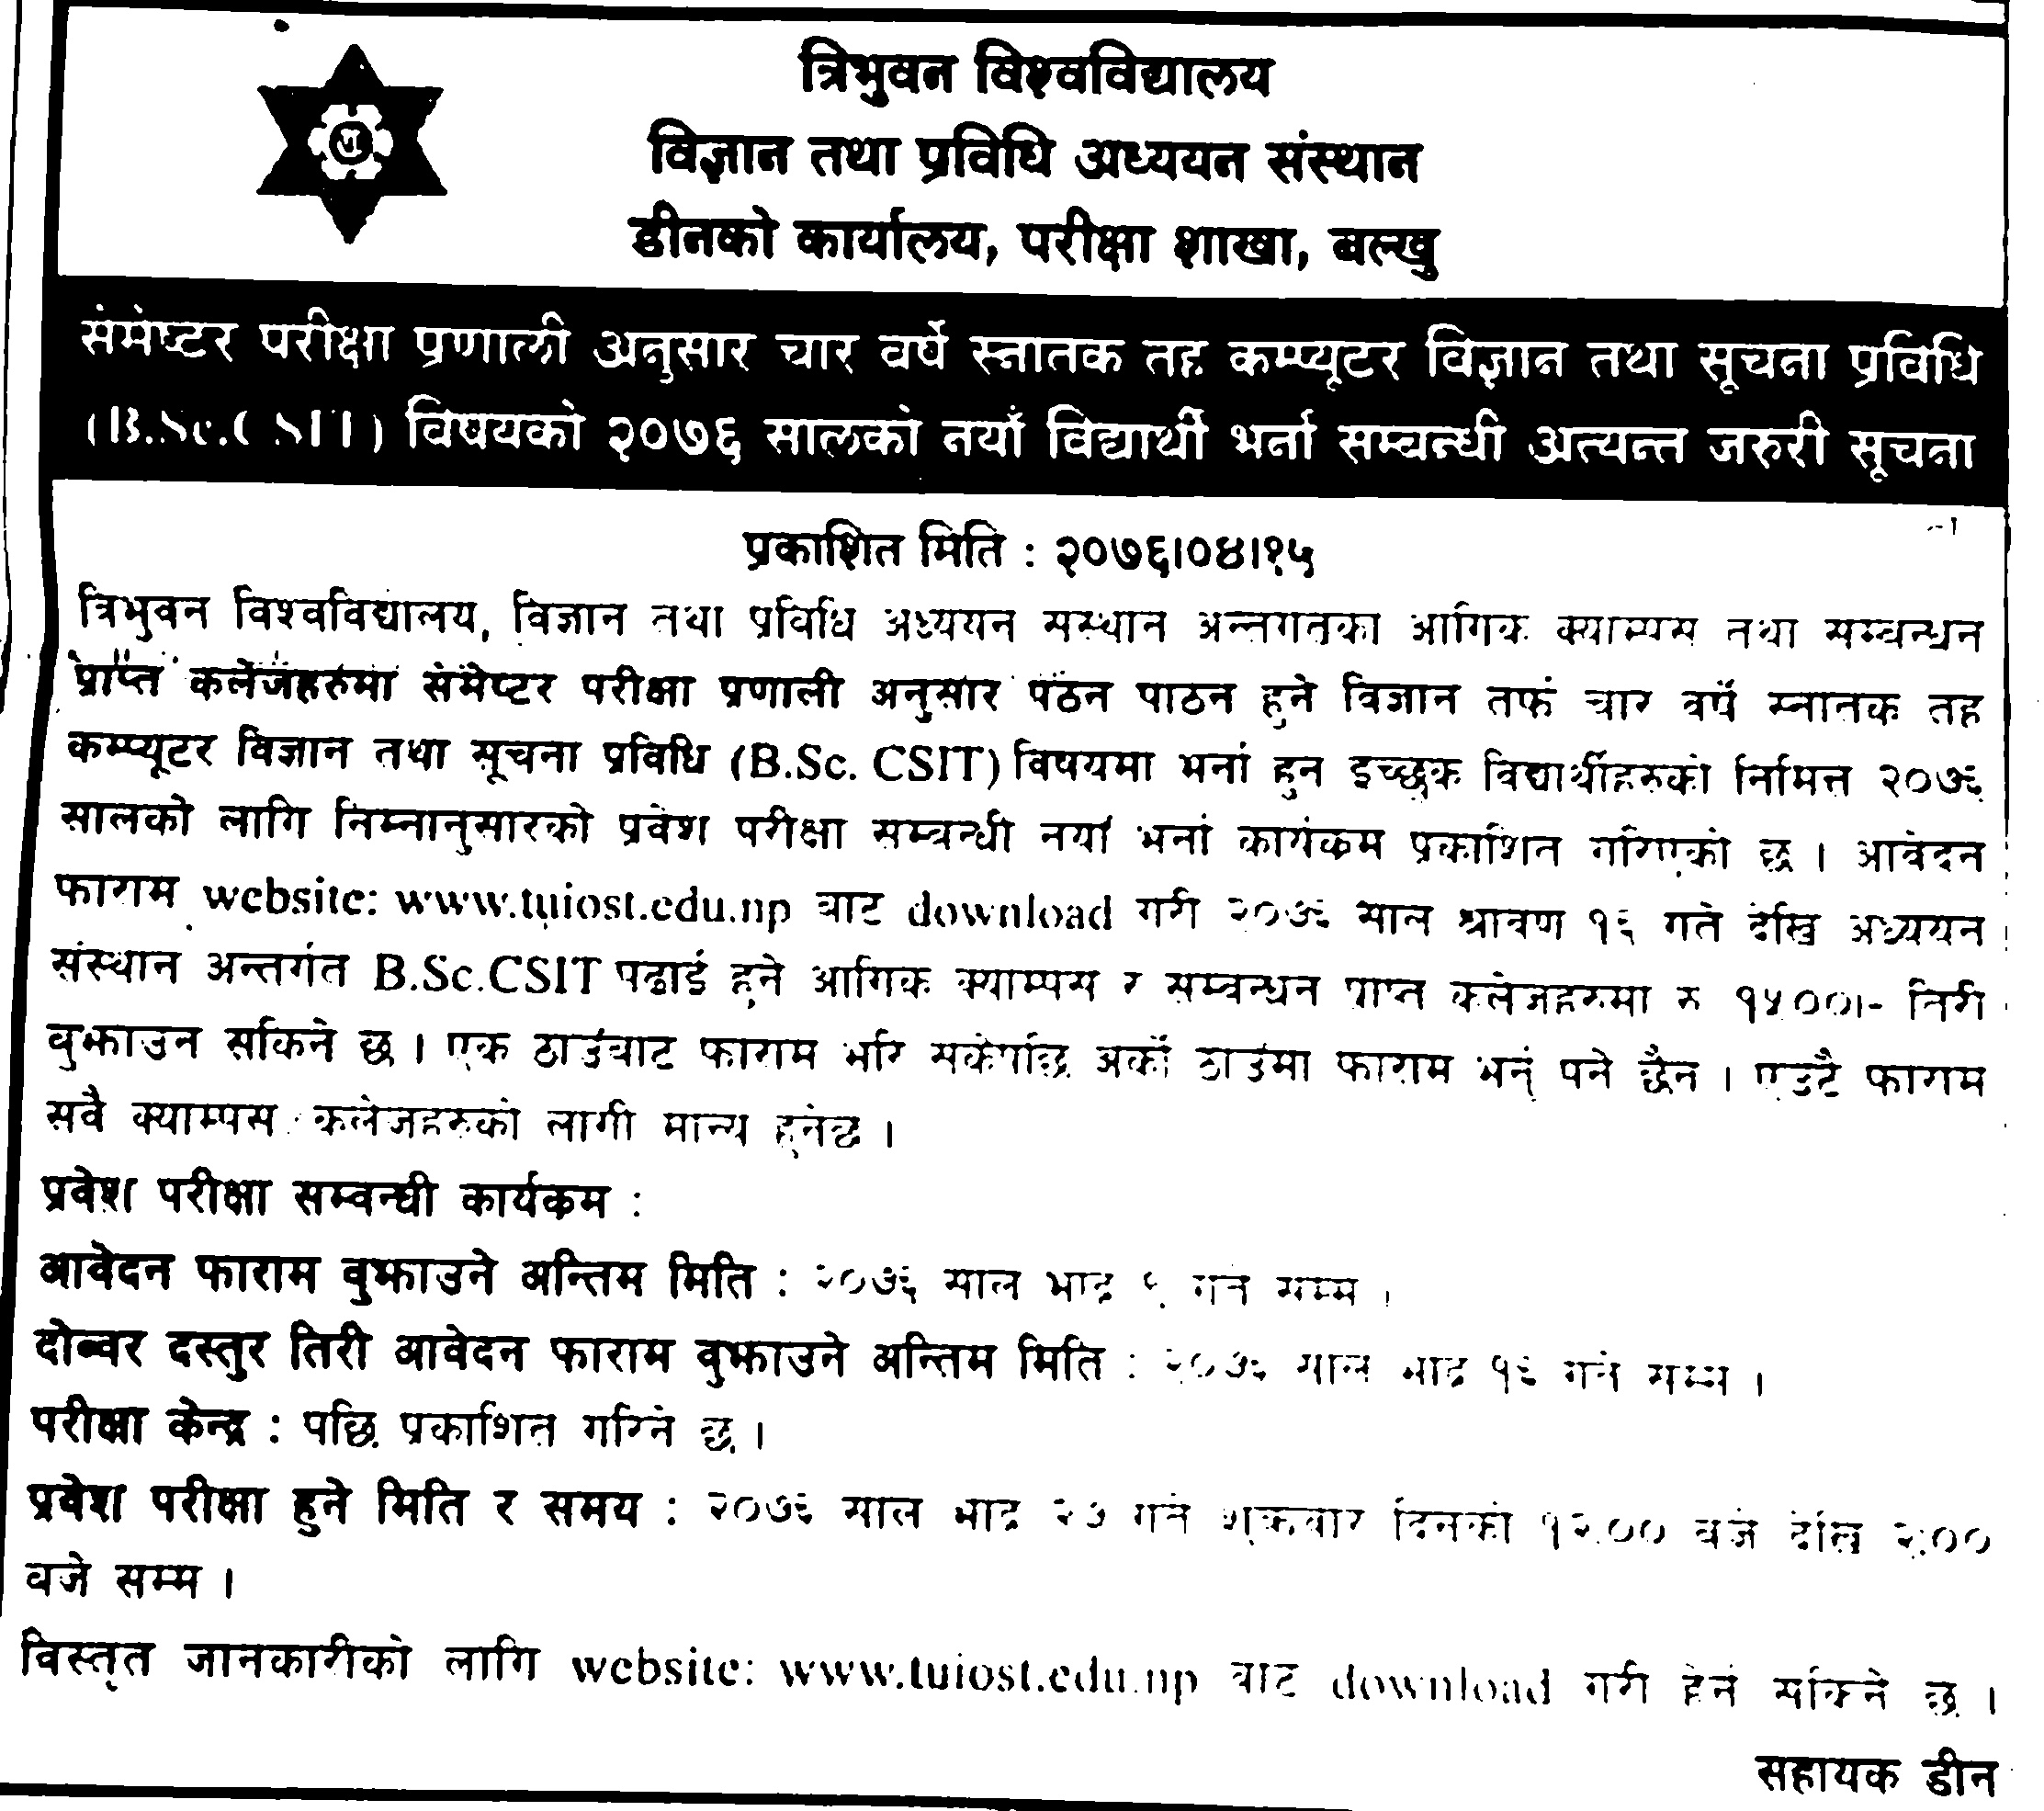 त्रिभुवन विश्वविद्यालय
विज्ञान तथा प्रविधि अध्ययन संस्थान
डीनको कार्यालय, परीक्षा शाखा, बल्खु
सेमेष्टर परीक्षा प्रणाली अनुसार चार वर्षे स्नातक तह कम्प्यूटर विज्ञान तथा सूचना प्रविधि
(B.Sc.CSIT) विषयको २०७६ सालको नयाँ विद्यार्थी भर्ना सम्बन्धी अत्यन्त जरुरी सूचना
प्रकाशित मिति : २०७६।०४।१५
त्रिभुवन विश्वविद्यालय, विज्ञान तथा प्रविधि अध्ययन संस्थान अन्तर्गतका आंगिक क्याम्पस तथा सम्बन्धन
प्राप्त कलेजहरुमा सेमेष्टर परीक्षा प्रणाली अनुसार पठन पाठन हुने विज्ञान तर्फ चार वर्षे स्नातक तह
कम्प्यूटर विज्ञान तथा सूचना प्रविधि (B.Sc. CSIT) विषयमा भर्ना हुन इच्छुक विद्यार्थीहरुको निमित्त २०७६
सालको लागि निम्नानुसारको प्रवेश परीक्षा सम्बन्धी नयाँ भर्ना कार्यक्रम प्रकाशित गरिएको छ । आवेदन
फाराम website: www.tuiost.edu.np बाट download गरी २०७६ साल श्रावण १६ गते देखि अध्ययन
संस्थान अन्तर्गत B.Sc.CSIT पढाई हुने आंगिक क्याम्पस र सम्बन्धन प्राप्त कलेजहरुमा रु १५००।- तिरी
बुझाउन सकिने छ । एक ठाउँबाट फाराम भरि सकेपछि अर्को ठाउँमा फाराम भर्नु पर्ने छैन । एउटै फाराम
सबै क्याम्पस कलेजहरुको लागी मान्य हुनेछ ।
प्रवेश परीक्षा सम्बन्धी कार्यक्रम :
आवेदन फाराम बुझाउने अन्तिम मिति : २०७६ साल भाद्र गते सम्म ।
दोब्बर दस्तुर तिरी आवेदन फाराम बुझाउने अन्तिम मिति : २०७६ साल भाद्र १६ गते सम्म ।
परीक्षा केन्द्र : पछि प्रकाशित गरिने छ ।
प्रवेश परीक्षा हुने मिति र समय : २०७६ साल भाद्र २७ गते शुक्रबार दिनको १२.०० बजे देखि २.००
बजे सम्म ।
विस्तृत जानकारीको लागि website: www.tuiost.edu.np बाट download गरी हेर्न सकिने छ ।
सहायक डीन